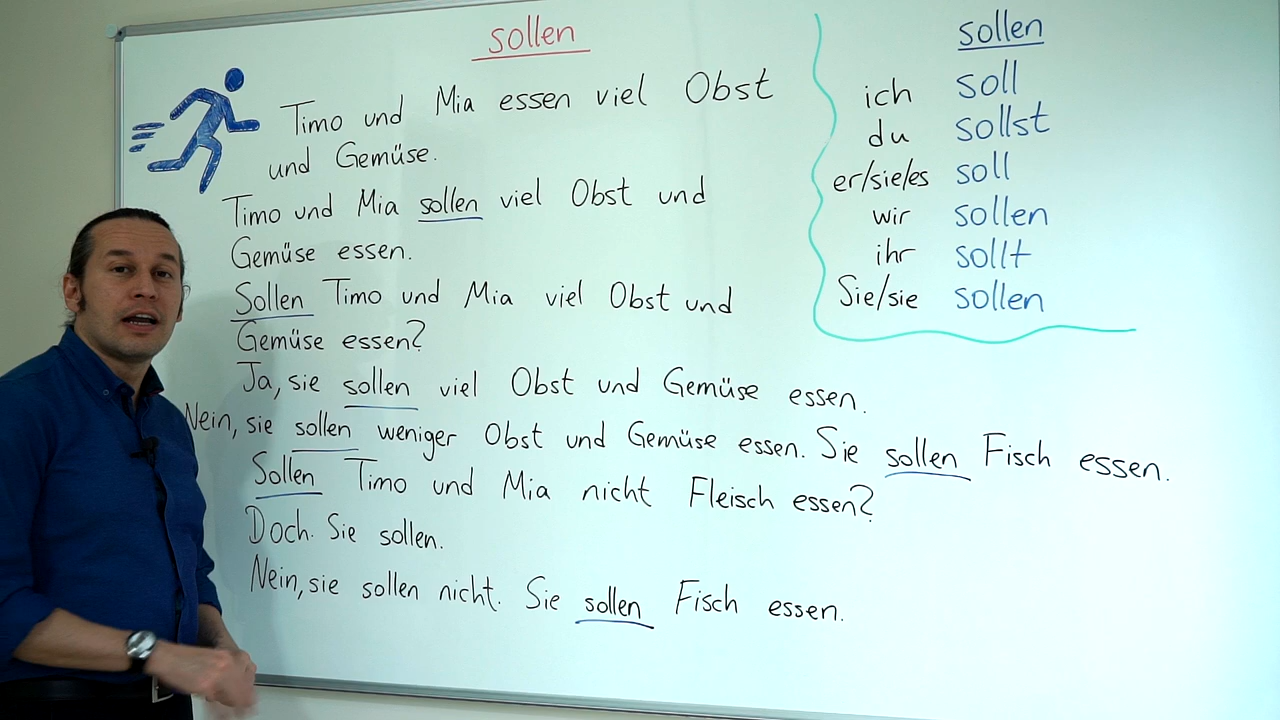 sollen
Timo und Mia essen viel Obst
und Gemüse.
Timo und Mia sollen viel Obst und
Gemüse essen.
Sollen Timo und Mia viel Obst und
Gemüse essen?
Ja, sie sollen viel Obst und Gemüse essen.
Nein, sie sollen weniger Obst und Gemüse essen. Sie sollen Fisch essen.
Sollen Timo und Mia nicht Fleisch essen?
Doch. Sie sollen.
Nein, sie sollen nicht. Sie sollen Fisch essen.
sollen
ich soll
du sollst
er/sie/es soll
wir sollen
ihr sollt
Sie/sie sollen